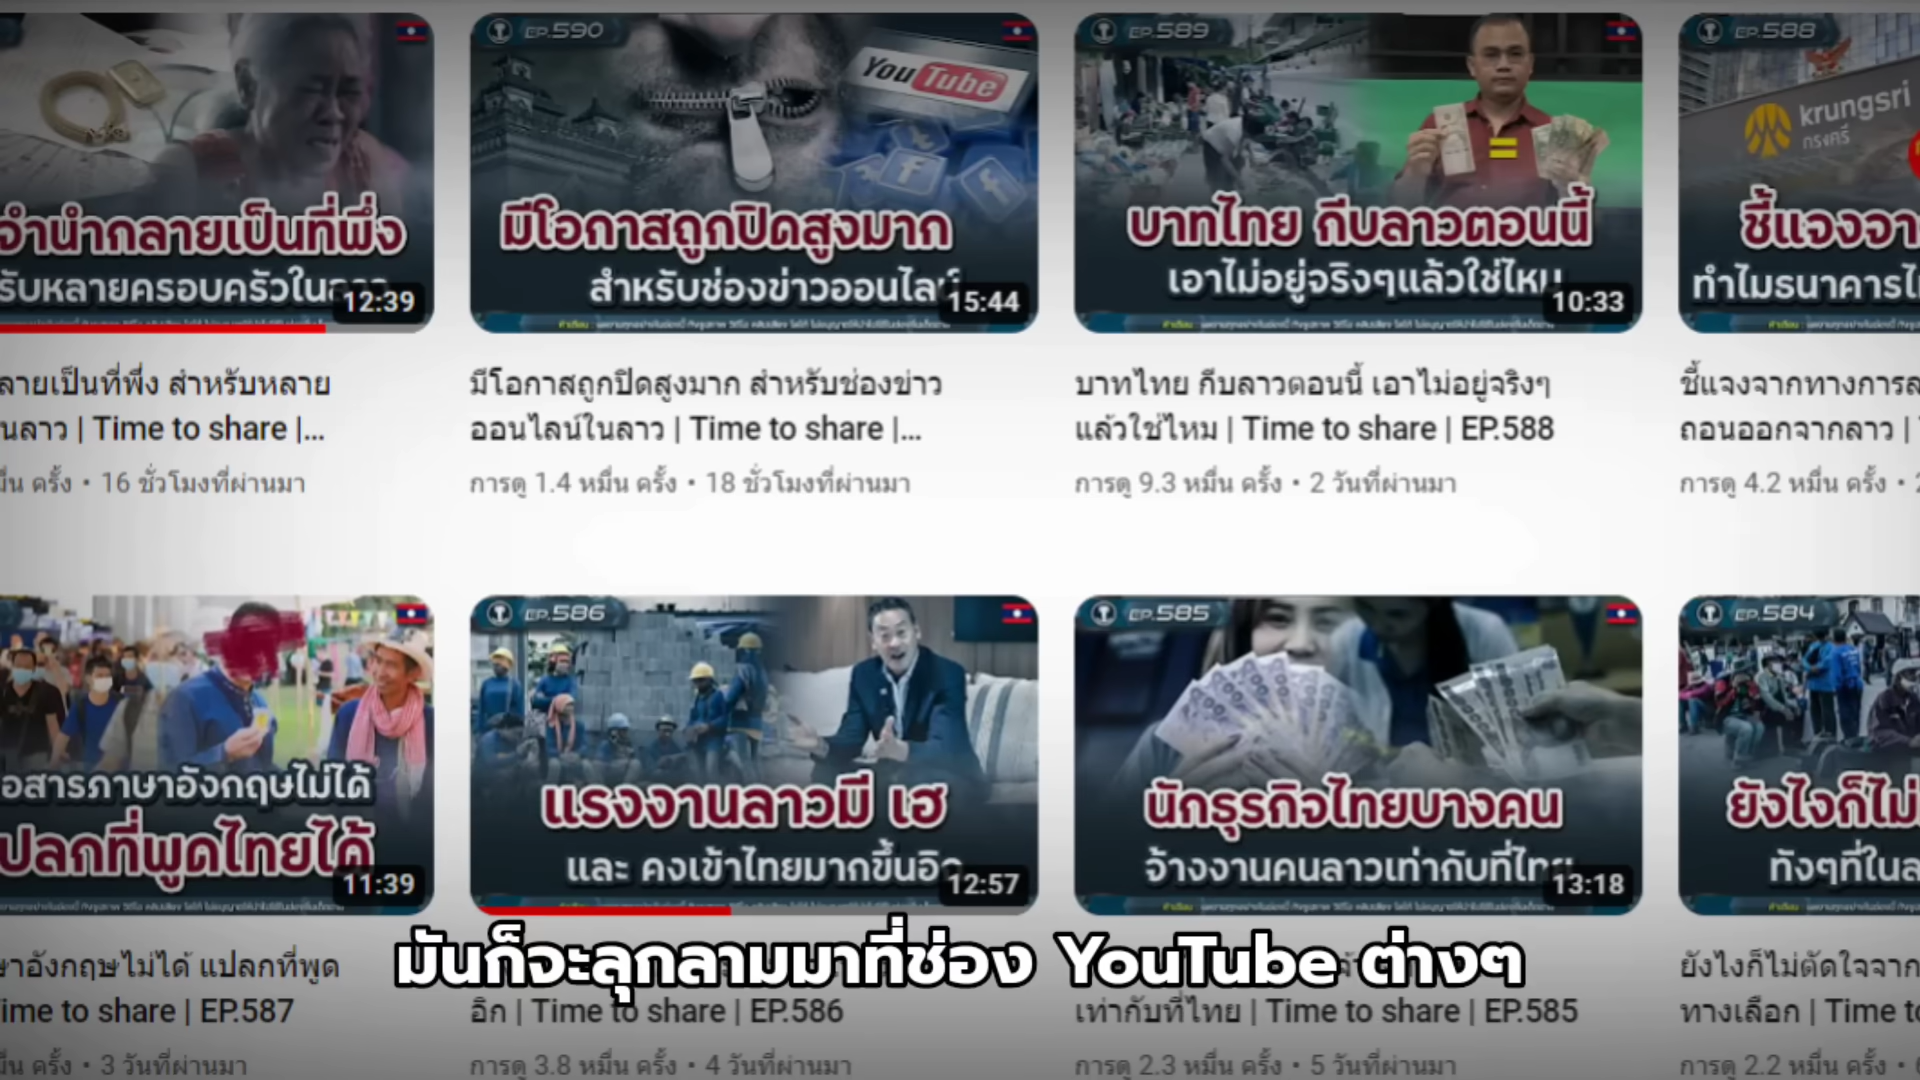 EP.590
YouTube
มีโอกาสถูกปิดสูงมาก
สำหรับช่องข่าวออนไลน์
15:44
EP.589
บาทไทย กีบลาวตอนนี้
เอาไม่อยู่จริงๆแล้วใช่ไหม
10:33
EP.588
krungsri
กรุงศรี
ชี้แจงจา
ทำไมธนาคารไ
จำนำกลายเป็นที่พึ่ง
รับหลายครอบครัวใน
12:39
ลายเป็นที่พึ่ง สำหรับหลาย
นลาว | Time to share |...
ครั้ง • 16 ชั่วโมงที่ผ่านมา
มีโอกาสถูกปิดสูงมาก สำหรับช่องข่าว
ออนไลน์ในลาว | Time to share |...
การดู 1.4 หมื่น ครั้ง • 18 ชั่วโมงที่ผ่านมา
บาทไทย กีบลาวตอนนี้ เอาไม่อยู่จริงๆ
แล้วใช่ไหม | Time to share | EP.588
การดู 9.3 หมื่น ครั้ง • 2 วันที่ผ่านมา
ชี้แจงจากทางการล
ถอนออกจากลาว |
การดู 4.2 หมื่น ครั้ง •
อสารภาษาอังกฤษไม่ได้
ปลกที่พูดไทยได้
11:39
EP.586
แรงงานลาวมี เฮ
และ คงเข้าไทยมากขึ้นอีก
12:57
EP.585
นักธุรกิจไทยบางคน
จ้างงานคนลาวเท่ากับที่ไทย
13:18
EP.584
ยังไงก็ไม่
ทั้งๆที่ในล
มันก็จะลุกลามมาที่ช่อง YouTube ต่างๆ
าอังกฤษไม่ได้ แปลกที่พูด
ime to share | EP.587
ครั้ง • 3 วันที่ผ่านมา
อีก | Time to share | EP.586
การดู 3.8 หมื่น ครั้ง • 4 วันที่ผ่านมา
เท่ากับที่ไทย | Time to share | EP.585
การดู 2.3 หมื่น ครั้ง • 5 วันที่ผ่านมา
ยังไงก็ไม่ตัดใจจาก
ทางเลือก | Time t
การดู 2.2 หมื่น ครั้ง •